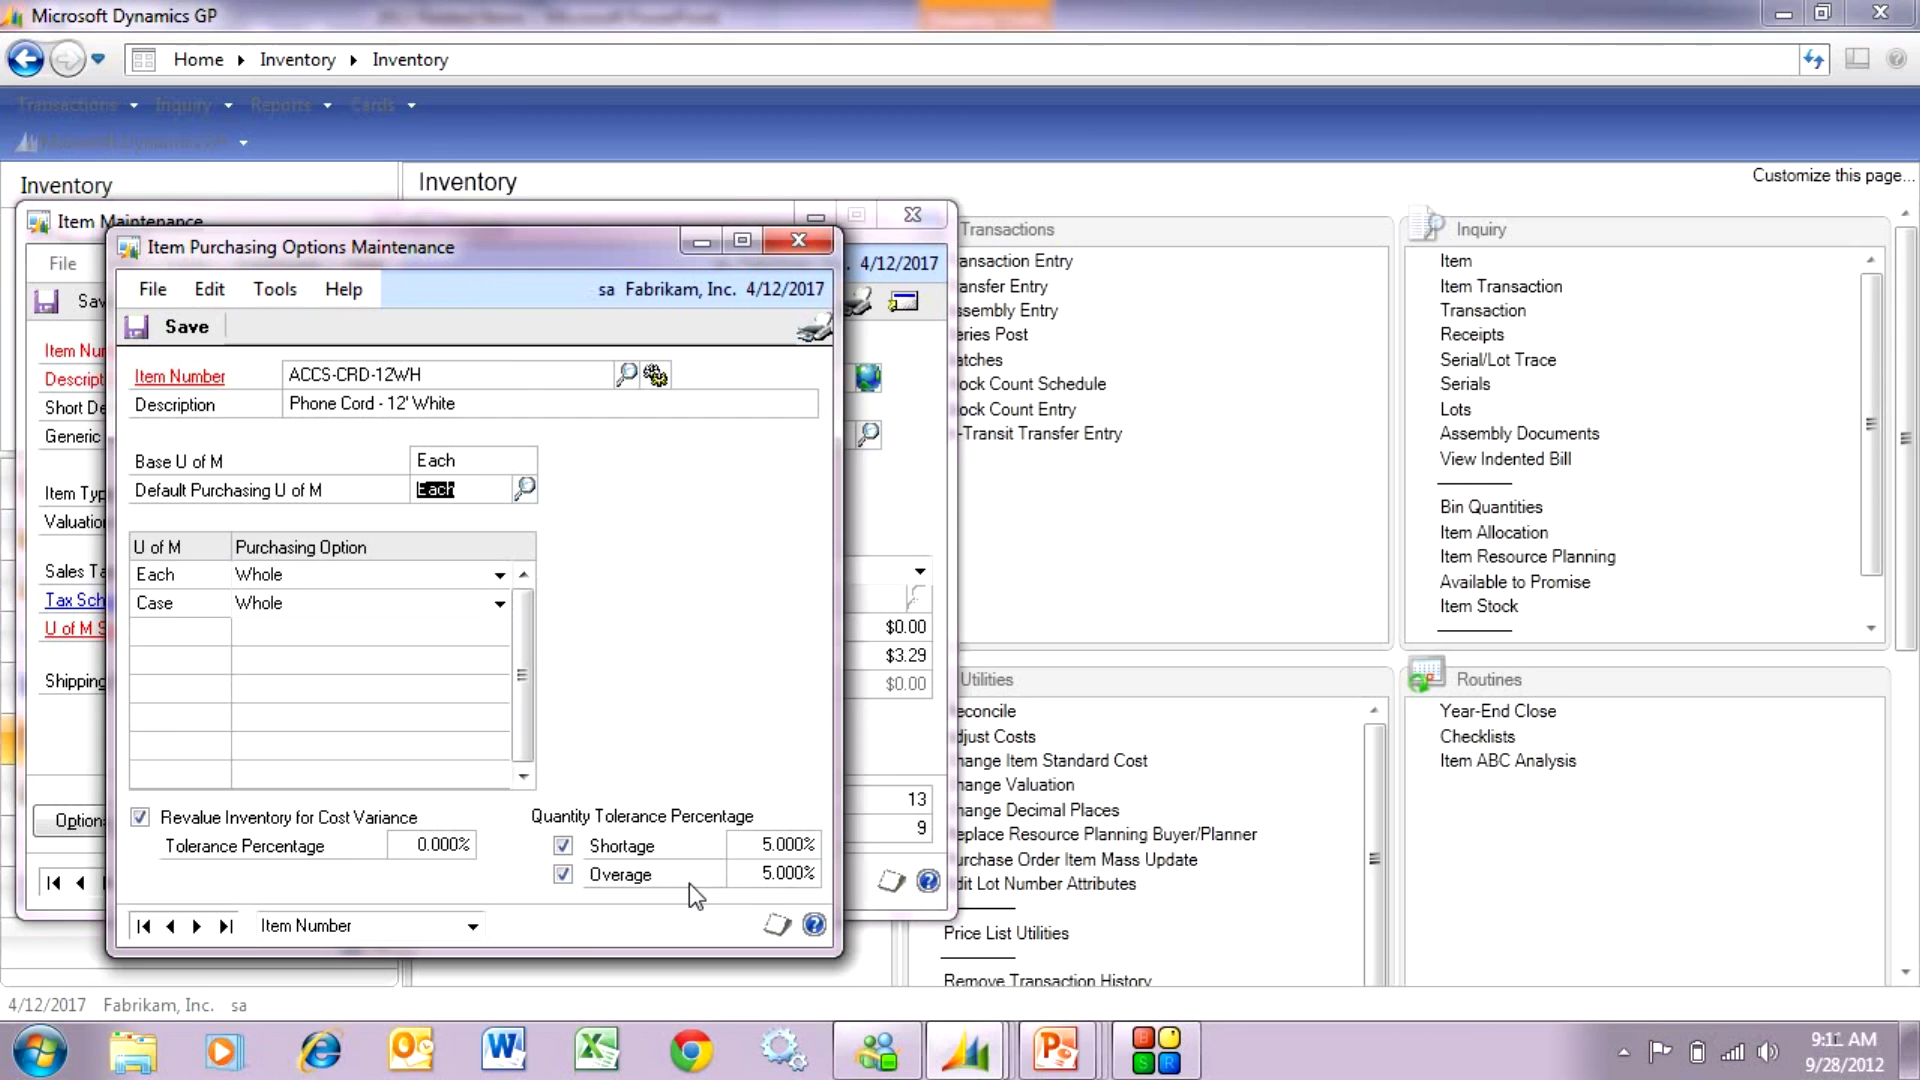 Microsoft Dynamics GP
Home Inventory Inventory
Transactions Inquiry Reports Cards
Microsoft Dynamics GP
Inventory
Inventory
Customize this page...
Item Maintenance
File
4/12/2017
Item Purchasing Options Maintenance
File Edit Tools Help
sa Fabrikam, Inc. 4/12/2017
Save
Item Number ACCS-CRD-12WH
Description Phone Cord - 12' White
Base U of M Each
Default Purchasing U of M Each
U of M Purchasing Option
Each Whole
Case Whole
Revalue Inventory for Cost Variance
Tolerance Percentage 0.000%
Quantity Tolerance Percentage
Shortage 5.000%
Overage 5.000%
Item Number
Short De
Generic
Item Typ
Valuation
Sales Ta
Tax Sch
U of M S
Shipping
$0.00
$3.29
$0.00
13
9
Transactions
ansaction Entry
ansfer Entry
ssembly Entry
eries Post
atches
ock Count Schedule
ock Count Entry
-Transit Transfer Entry
Inquiry
Item
Item Transaction
Transaction
Receipts
Serial/Lot Trace
Serials
Lots
Assembly Documents
View Indented Bill
Bin Quantities
Item Allocation
Item Resource Planning
Available to Promise
Item Stock
Utilities
econcile
djust Costs
hange Item Standard Cost
hange Valuation
hange Decimal Places
eplace Resource Planning Buyer/Planner
urchase Order Item Mass Update
dit Lot Number Attributes
Price List Utilities
Remove Transaction History
Routines
Year-End Close
Checklists
Item ABC Analysis
4/12/2017 Fabrikam, Inc. sa
9/28/2012